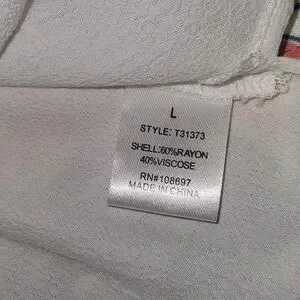 L
STYLE: T31373
SHELL:60%RAYON
40%VISCOSE
RN#108697
MADE IN CHINA